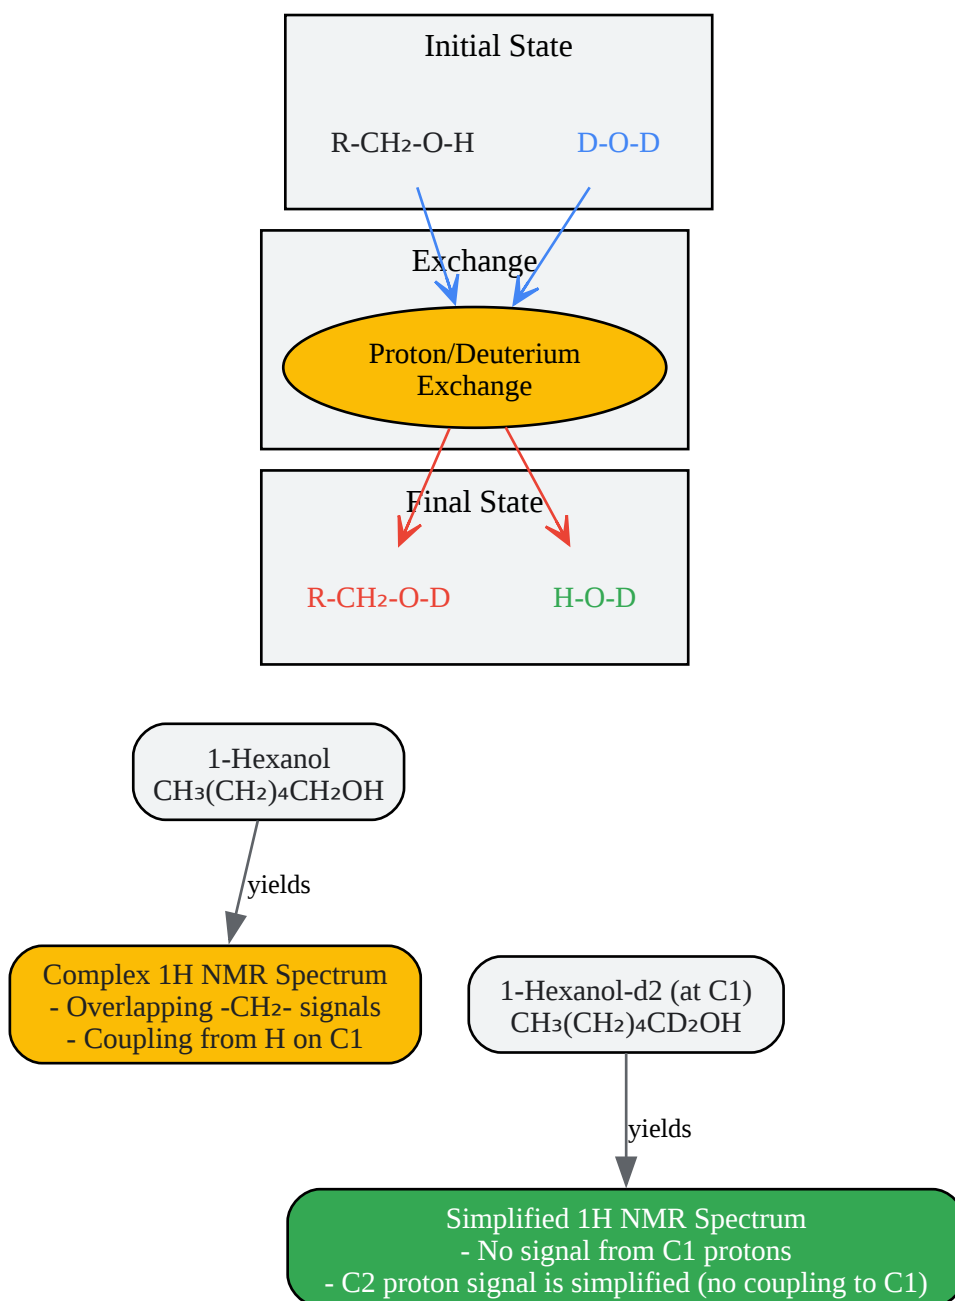 Initial State
R-CH₂-O-H
D-O-D
Exchange
Proton/Deuterium
Exchange
Final State
R-CH₂-O-D
H-O-D
1-Hexanol
CH₃(CH₂)₄CH₂OH
yields
Complex 1H NMR Spectrum
- Overlapping -CH₂- signals
- Coupling from H on C1
1-Hexanol-d2 (at C1)
CH₃(CH₂)₄CD₂OH
yields
Simplified 1H NMR Spectrum
- No signal from C1 protons
- C2 proton signal is simplified (no coupling to C1)